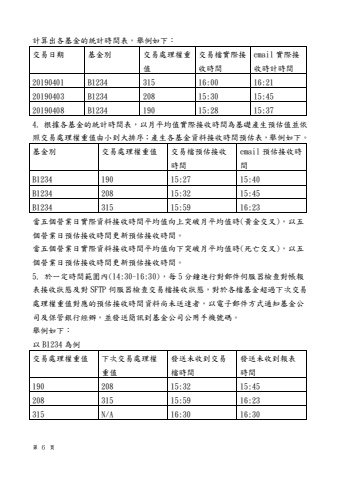 計算出各基金的統計時間表，舉例如下：
交易日期 基金別 交易處理權重值 交易檔實際接收時間 email 實際接收時計時間
20190401 B1234 315 16:00 16:21
20190403 B1234 208 15:30 15:45
20190408 B1234 190 15:28 15:37
4. 根據各基金的統計時間表，以月平均值實際接收時間為基礎產生預估值並依
照交易處理權重值由小到大排序；產生各基金資料接收時間預估表，舉例如下。
基金別 交易處理權重值 交易檔預估接收時間 email 預估接收時間
B1234 190 15:27 15:40
B1234 208 15:32 15:45
B1234 315 15:59 16:23
當五個營業日實際資料接收時間平均值向上突破月平均值時(黃金交叉)，以五
個營業日預估接收時間更新預估接收時間。
當五個營業日實際資料接收時間平均值向下突破月平均值時(死亡交叉)，以五
個營業日預估接收時間更新預估接收時間。
5. 於一定時間範圍內(14:30-16:30)，每 5 分鐘進行對郵件伺服器檢查對帳報
表接收狀態及對 SFTP 伺服器檢查交易檔接收狀態，對於各檔基金超過下次交易
處理權重值對應的預估接收時間資料尚未送達者，以電子郵件方式通知基金公
司及保管銀行經辦，並發送簡訊到基金公司公用手機號碼。
舉例如下：
以 B1234 為例
交易處理權重值 下次交易處理權重值 發送未收到交易檔時間 發送未收到報表時間
190 208 15:32 15:45
208 315 15:59 16:23
315 N/A 16:30 16:30
第 6 頁